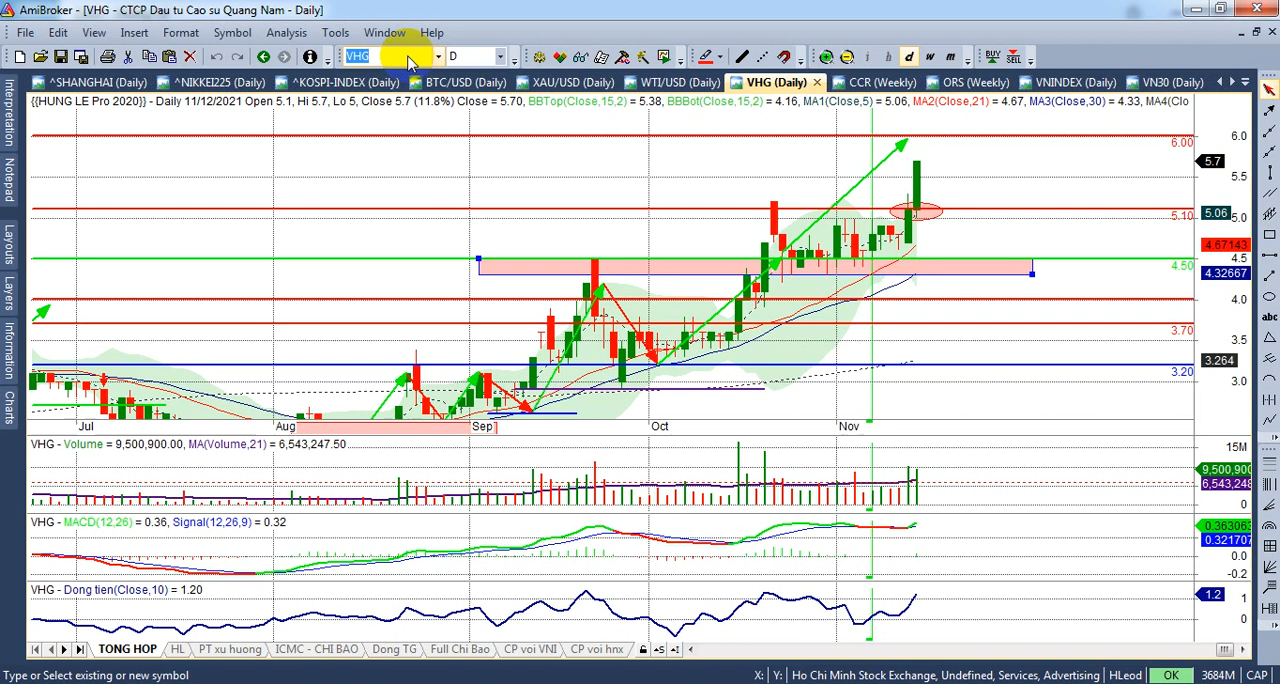 AmiBroker - [VHG - CTCP Dau tu Cao su Quang Nam - Daily]
File Edit View Insert Format Symbol Analysis Tools Window Help
VHG D d w m BUY SELL
^SHANGHAI (Daily) ^NIKKEI225 (Daily) ^KOSPI-INDEX (Daily) BTC/USD (Daily) XAU/USD (Daily) WTI/USD (Daily) VHG (Daily) CCR (Weekly) ORS (Weekly) VNINDEX (Daily) VN30 (Daily)
{{HUNG LE Pro 2020}} - Daily 11/12/2021 Open 5.1, Hi 5.7, Lo 5, Close 5.7 (11.8%) Close = 5.70, BBTop(Close,15,2) = 5.38, BBBot(Close,15,2) = 4.16, MA1(Close,5) = 5.06, MA2(Close,21) = 4.67, MA3(Close,30) = 4.33, MA4(Clo
Interpretation
Notepad
Layouts
Layers
Information
Charts
6.0
6.00
5.7
5.5
5.06
5.10
5.0
4.67143
4.5
4.50
4.32667
4.0
3.70
3.5
3.264
3.20
3.0
Jul Aug Sep Oct Nov
VHG - Volume = 9,500,900.00, MA(Volume,21) = 6,543,247.50
15M
9,500,900
6,543,248
0
VHG - MACD(12,26) = 0.36, Signal(12,26,9) = 0.32
0.363063
0.321707
0.0
-0.2
VHG - Dong tien(Close,10) = 1.20
1.2
1
0
TONG HOP HL PT xu huong ICMC - CHI BAO Dong TG Full Chi Bao CP voi VNI CP voi hnx
abc
Type or Select existing or new symbol X: Y: Ho Chi Minh Stock Exchange, Undefined, Services, Advertising HLeod OK 3684M CAP